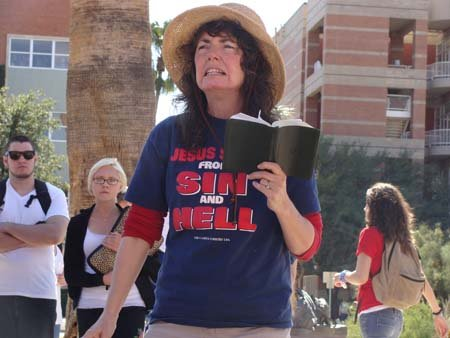 JESUS S
FROM
SIN
AND
HELL